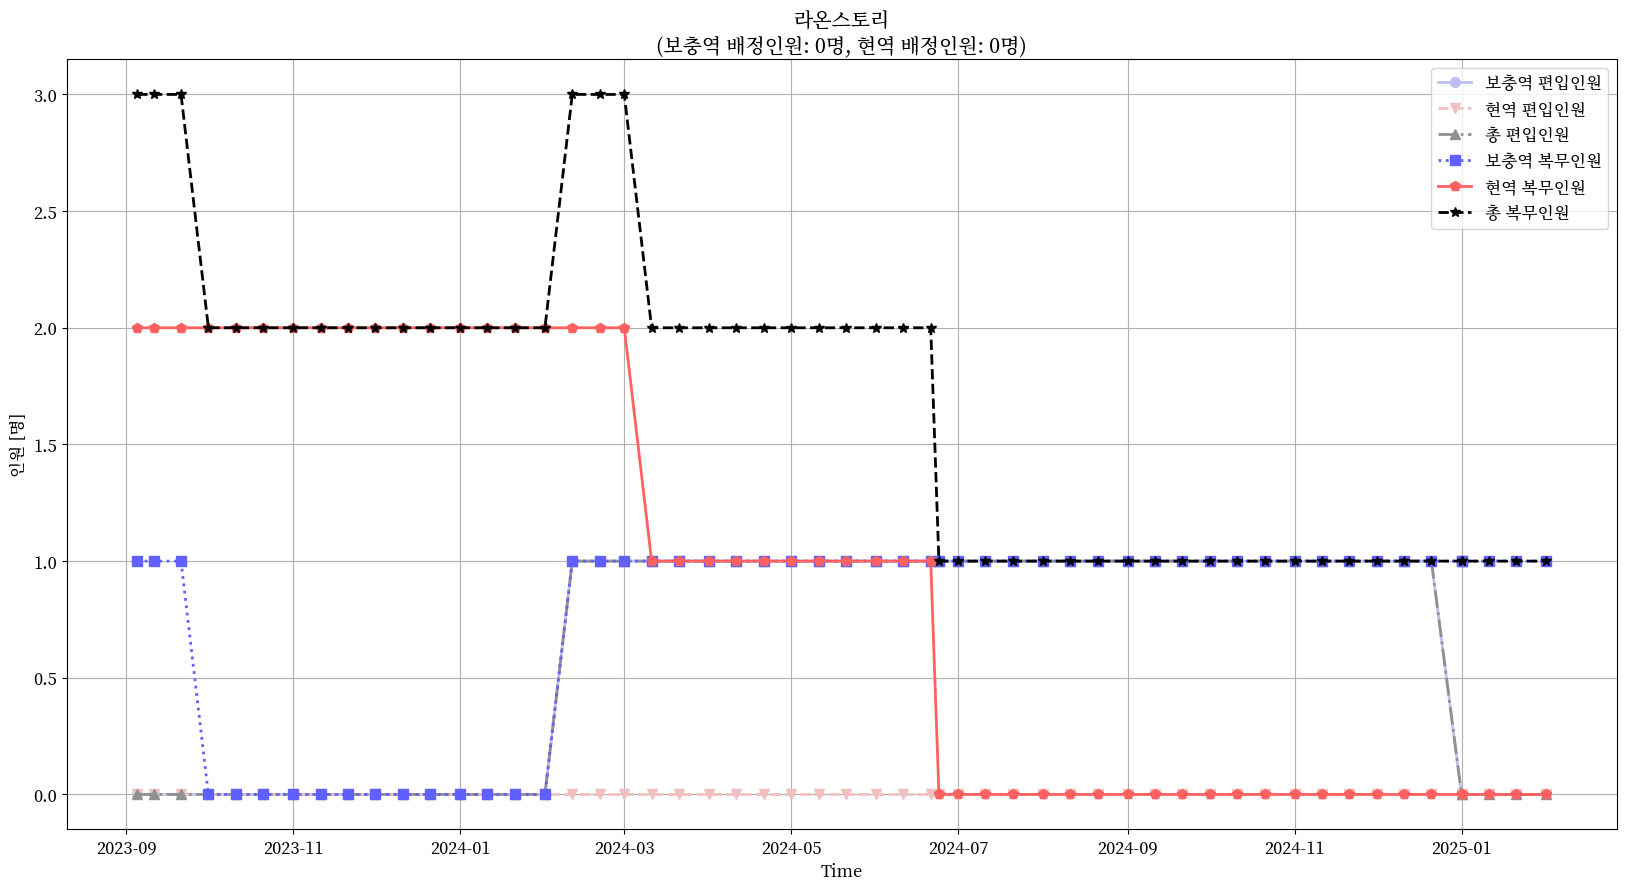 라온스토리
(보충역 배정인원: 0명, 현역 배정인원: 0명)
보충역 편입인원
현역 편입인원
총 편입인원
보충역 복무인원
현역 복무인원
총 복무인원
인원 [명]
3.0
2.5
2.0
1.5
1.0
0.5
0.0
2023-09
2023-11
2024-01
2024-03
2024-05
2024-07
2024-09
2024-11
2025-01
Time